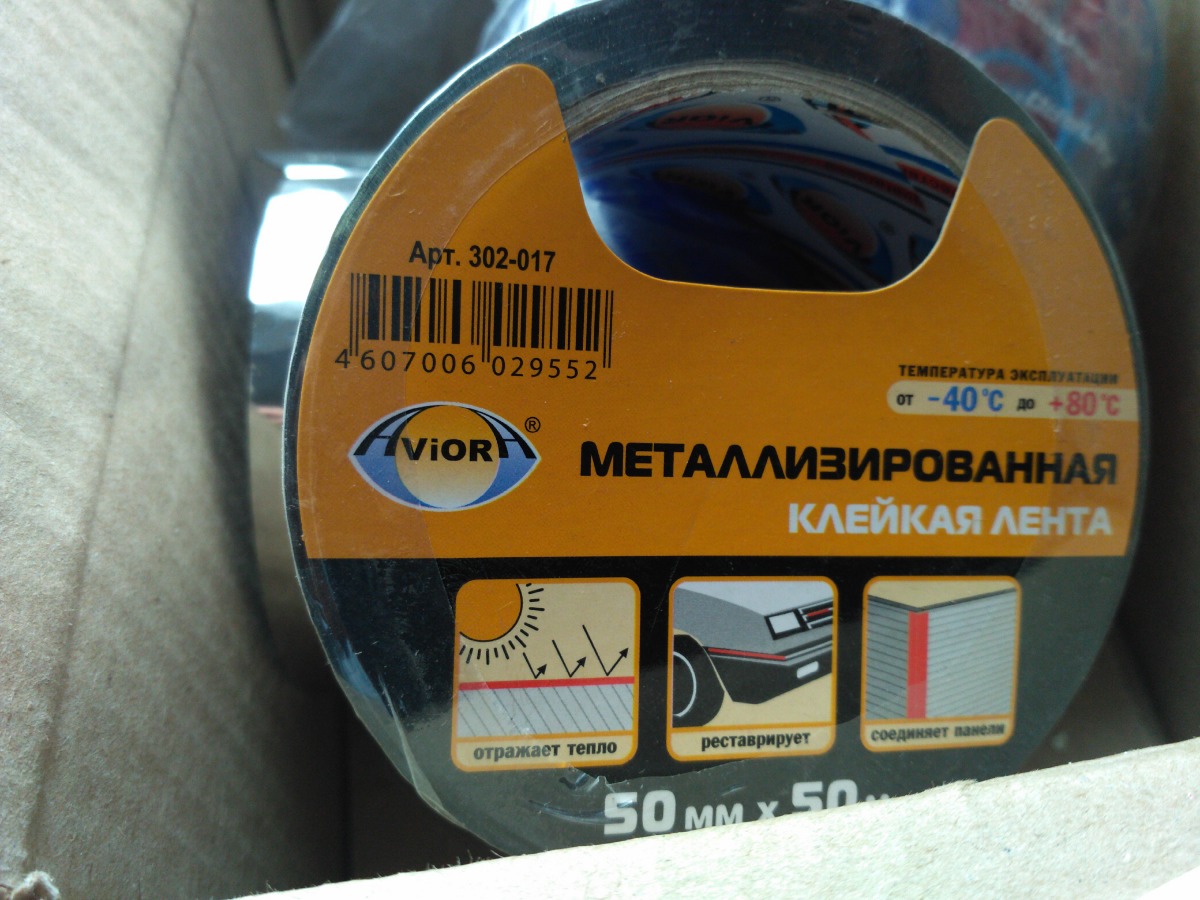 Арт. 302-017
4 607006 029552
ТЕМПЕРАТУРА ЭКСПЛУАТАЦИИ
от -40°C до +80°C
AViORA®
МЕТАЛЛИЗИРОВАННАЯ
КЛЕЙКАЯ ЛЕНТА
отражает тепло
реставрирует
соединяет панели
50 мм x 50